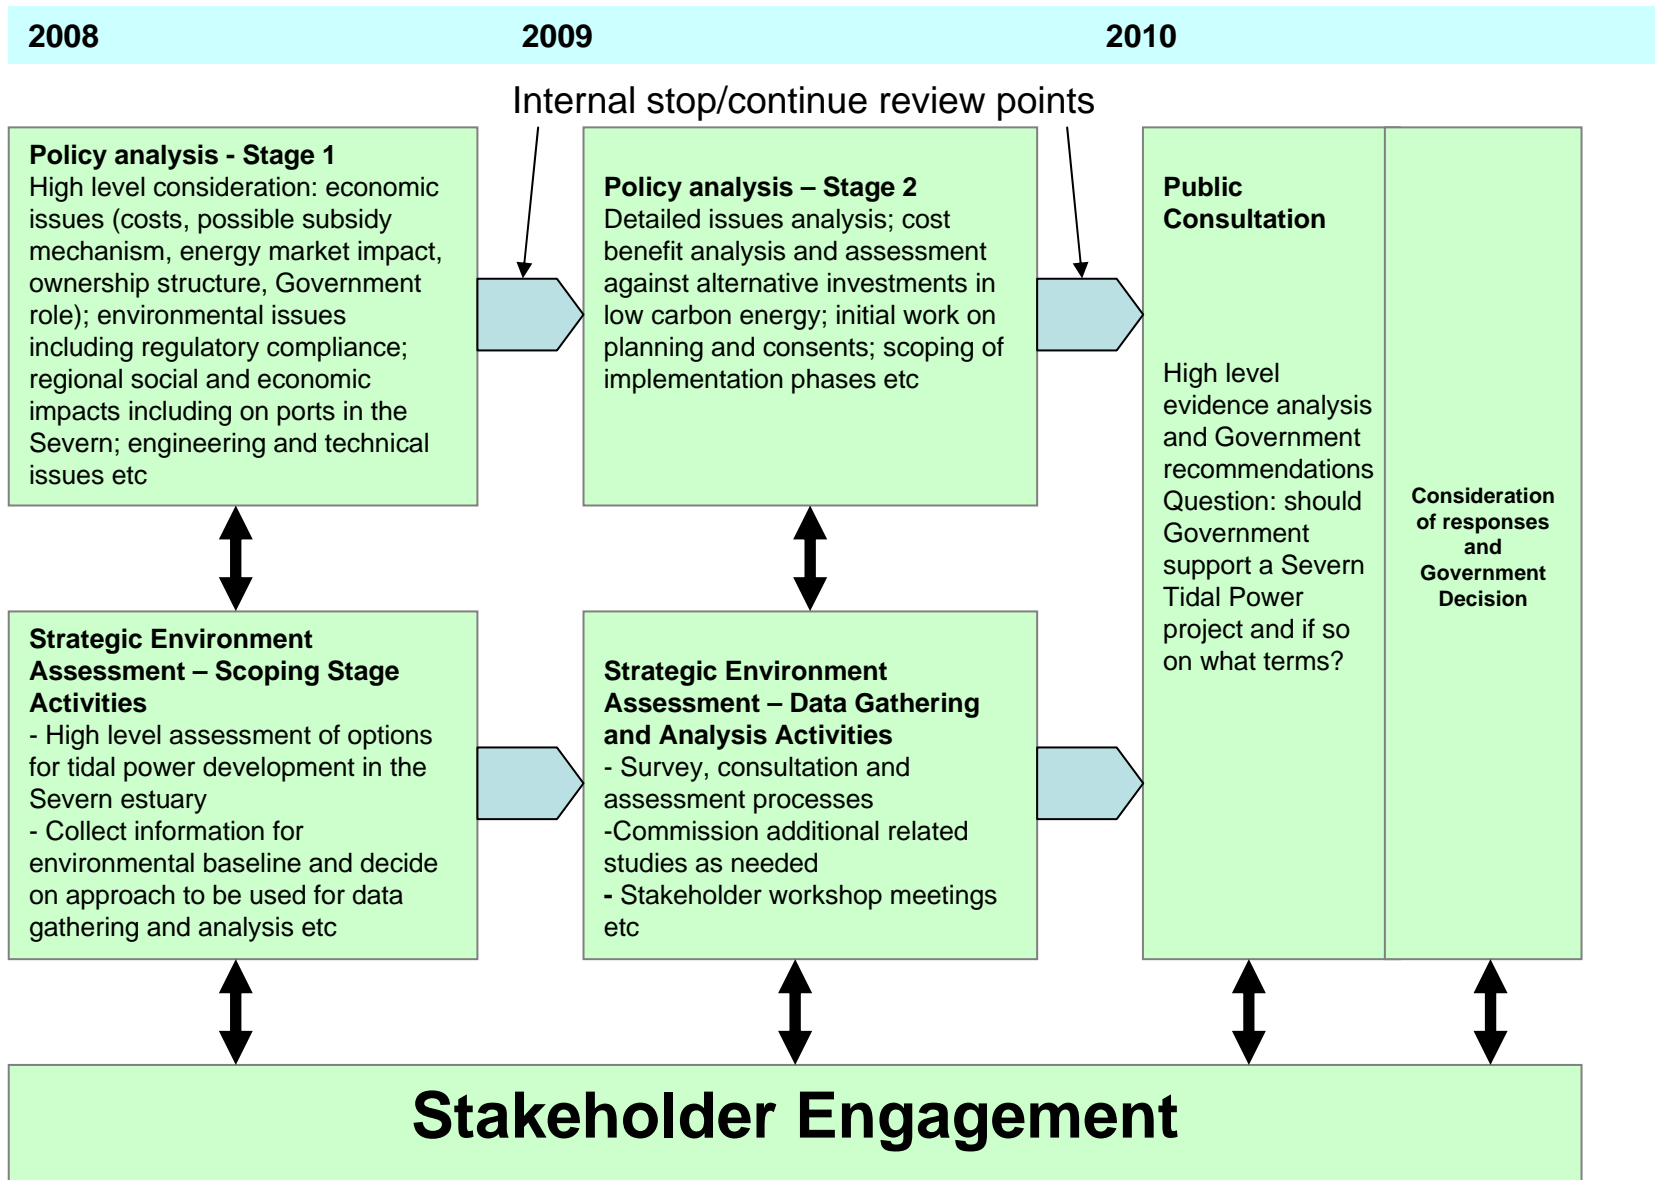 2008 2009 2010
Internal stop/continue review points
Policy analysis - Stage 1
High level consideration: economic
issues (costs, possible subsidy
mechanism, energy market impact,
ownership structure, Government
role); environmental issues
including regulatory compliance;
regional social and economic
impacts including on ports in the
Severn; engineering and technical
issues etc
Policy analysis – Stage 2
Detailed issues analysis; cost
benefit analysis and assessment
against alternative investments in
low carbon energy; initial work on
planning and consents; scoping of
implementation phases etc
Strategic Environment
Assessment – Scoping Stage
Activities
- High level assessment of options
for tidal power development in the
Severn estuary
- Collect information for
environmental baseline and decide
on approach to be used for data
gathering and analysis etc
Strategic Environment
Assessment – Data Gathering
and Analysis Activities
- Survey, consultation and
assessment processes
-Commission additional related
studies as needed
- Stakeholder workshop meetings
etc
Public
Consultation
High level
evidence analysis
and Government
recommendations
Question: should
Government
support a Severn
Tidal Power
project and if so
on what terms?
Consideration
of responses
and
Government
Decision
Stakeholder Engagement